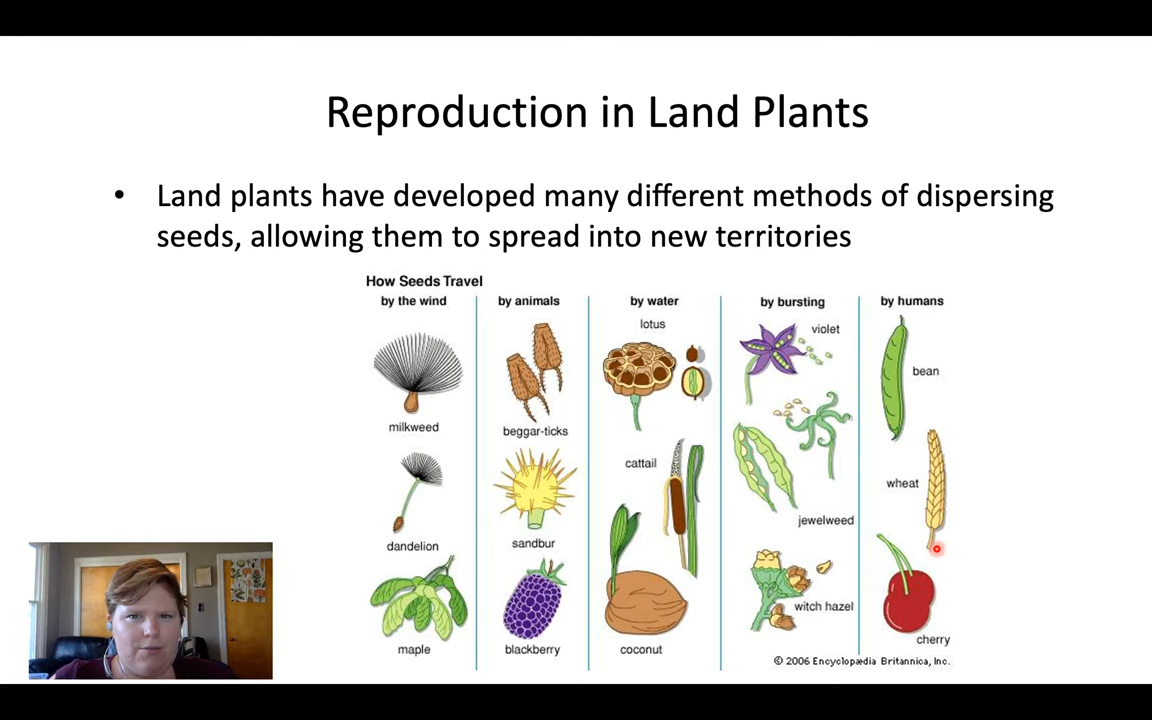 Reproduction in Land Plants
• Land plants have developed many different methods of dispersing
seeds, allowing them to spread into new territories
How Seeds Travel
by the wind
milkweed
dandelion
maple
by animals
beggar-ticks
sandbur
blackberry
by water
lotus
cattail
coconut
by bursting
violet
jewelweed
witch hazel
by humans
bean
wheat
cherry
© 2006 Encyclopædia Britannica, Inc.